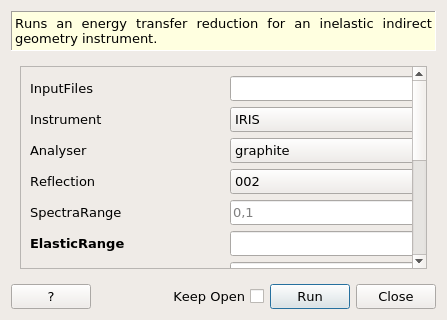 Runs an energy transfer reduction for an inelastic indirect
geometry instrument.
InputFiles
Instrument IRIS
Analyser graphite
Reflection 002
SpectraRange 0,1
ElasticRange
? Keep Open Run Close